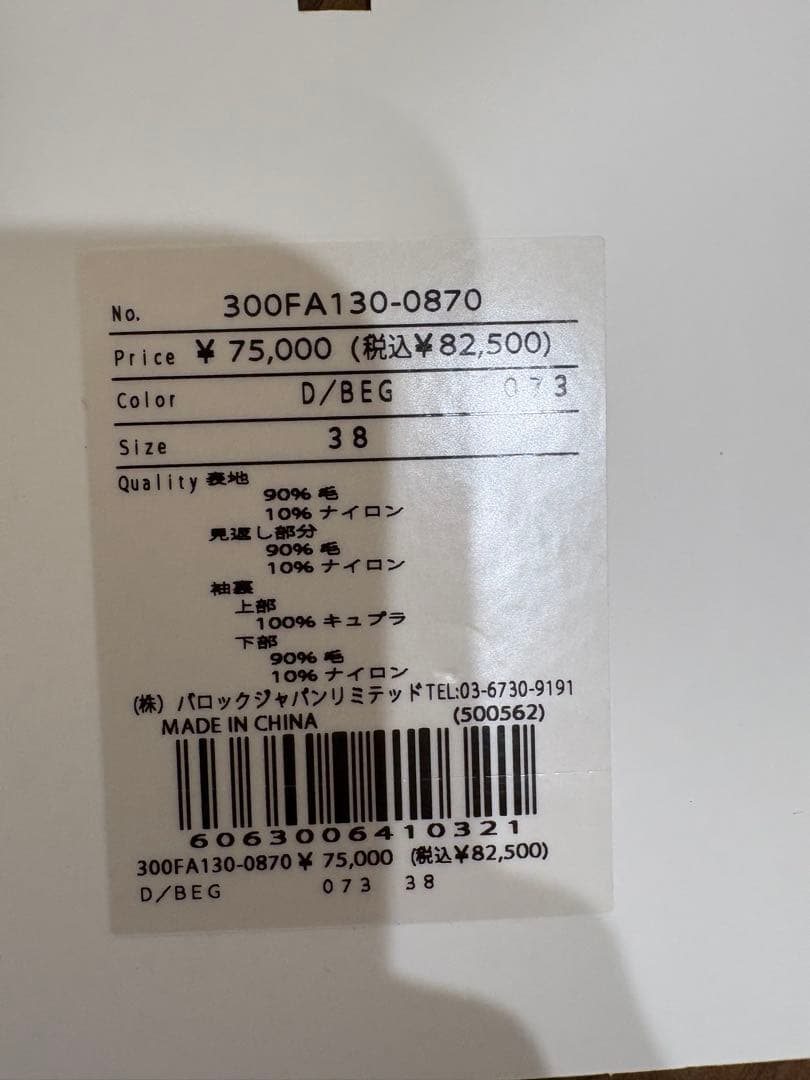 No. 300FA130-0870
Price ¥ 75,000 (税込¥82,500)
Color D/BEG 073
Size 38
Quality 表地
90% 毛
10% ナイロン
見返し部分
90% 毛
10% ナイロン
袖裏
上部
100% キュプラ
下部
90% 毛
10% ナイロン
(株) バロックジャパンリミテッドTEL:03-6730-9191
MADE IN CHINA (500562)
6063006410321
300FA130-0870 ¥ 75,000 (税込¥82,500)
D/BEG 073 38